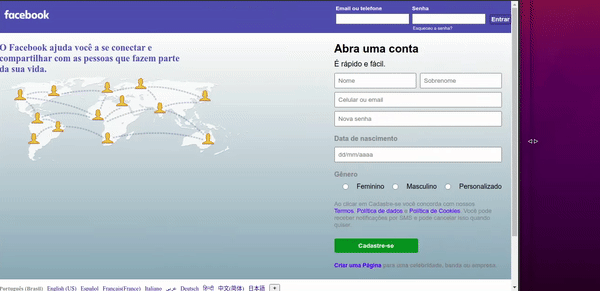 facebook
Email ou telefone
Senha
Entrar
Esqueceu a senha?
O Facebook ajuda você a se conectar e
compartilhar com as pessoas que fazem parte
da sua vida.
Abra uma conta
É rápido e fácil.
Nome
Sobrenome
Celular ou email
Nova senha
Data de nascimento
dd/mm/aaaa
Gênero
Feminino
Masculino
Personalizado
Ao clicar em Cadastre-se você concorda com nossos
Termos, Política de dados e Política de Cookies. Você pode
receber notificações por SMS e pode cancelar isso quando
quiser.
Cadastre-se
Criar uma Página para uma celebridade, banda ou empresa.
Português (Brasil) English (US) Español Français(France) Italiano عربي Deutsch हिन्दी 中文(简体) 日本語 +